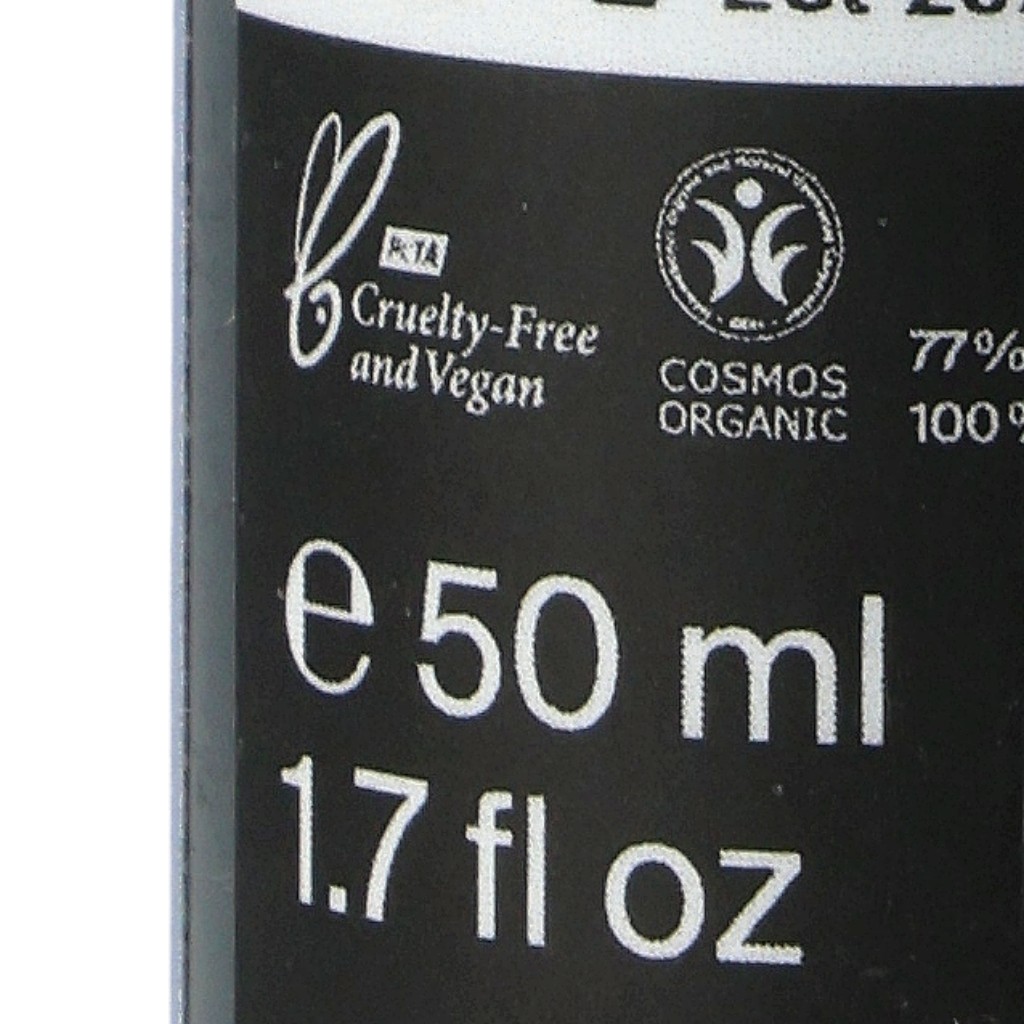 PETA
Cruelty-Free
and Vegan
COSMOS
ORGANIC
77%
100%
e 50 ml
1.7 fl oz